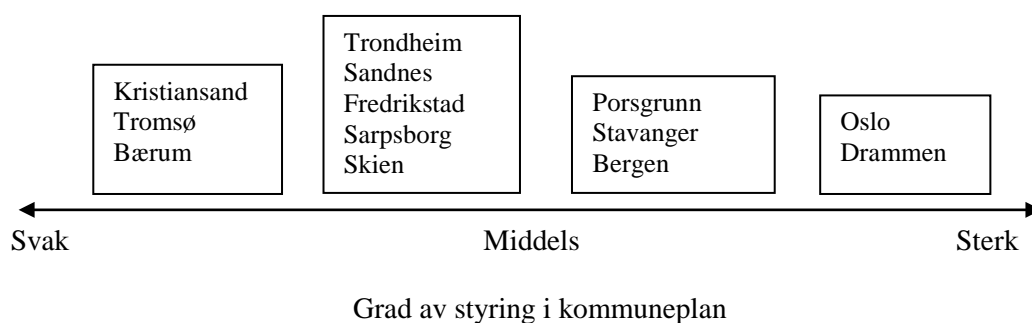 Kristiansand
Tromsø
Bærum
Trondheim
Sandnes
Fredrikstad
Sarpsborg
Skien
Porsgrunn
Stavanger
Bergen
Oslo
Drammen
Svak
Middels
Sterk
Grad av styring i kommuneplan